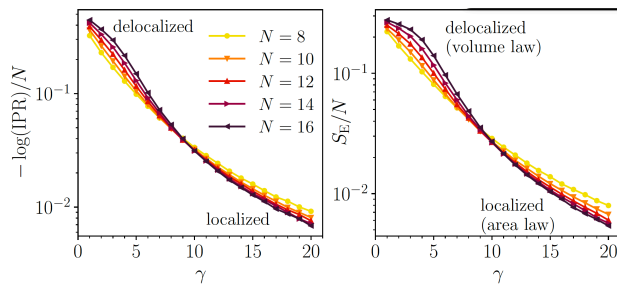 delocalized
N = 8
N = 10
N = 12
N = 14
N = 16
localized
− log(IPR)/N
10⁻¹
10⁻²
0 5 10 15 20
γ
delocalized
(volume law)
localized
(area law)
S_E/N
10⁻¹
10⁻²
0 5 10 15 20
γ